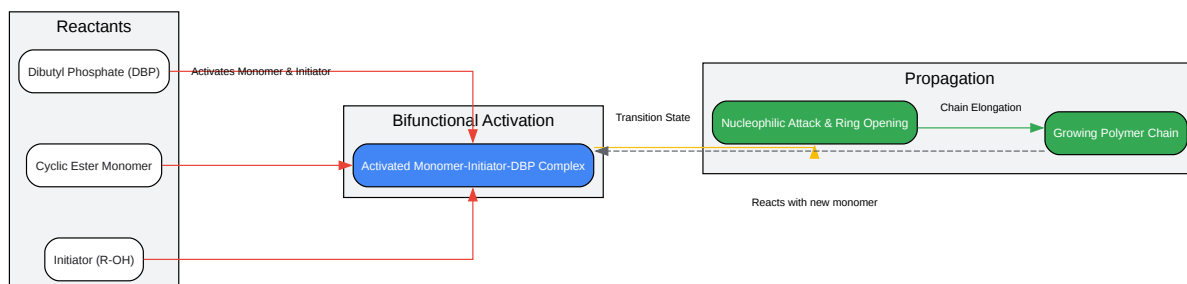 Reactants
Dibutyl Phosphate (DBP)
Activates Monomer & Initiator
Cyclic Ester Monomer
Initiator (R-OH)
Bifunctional Activation
Activated Monomer-Initiator-DBP Complex
Transition State
Propagation
Nucleophilic Attack & Ring Opening
Chain Elongation
Growing Polymer Chain
Reacts with new monomer